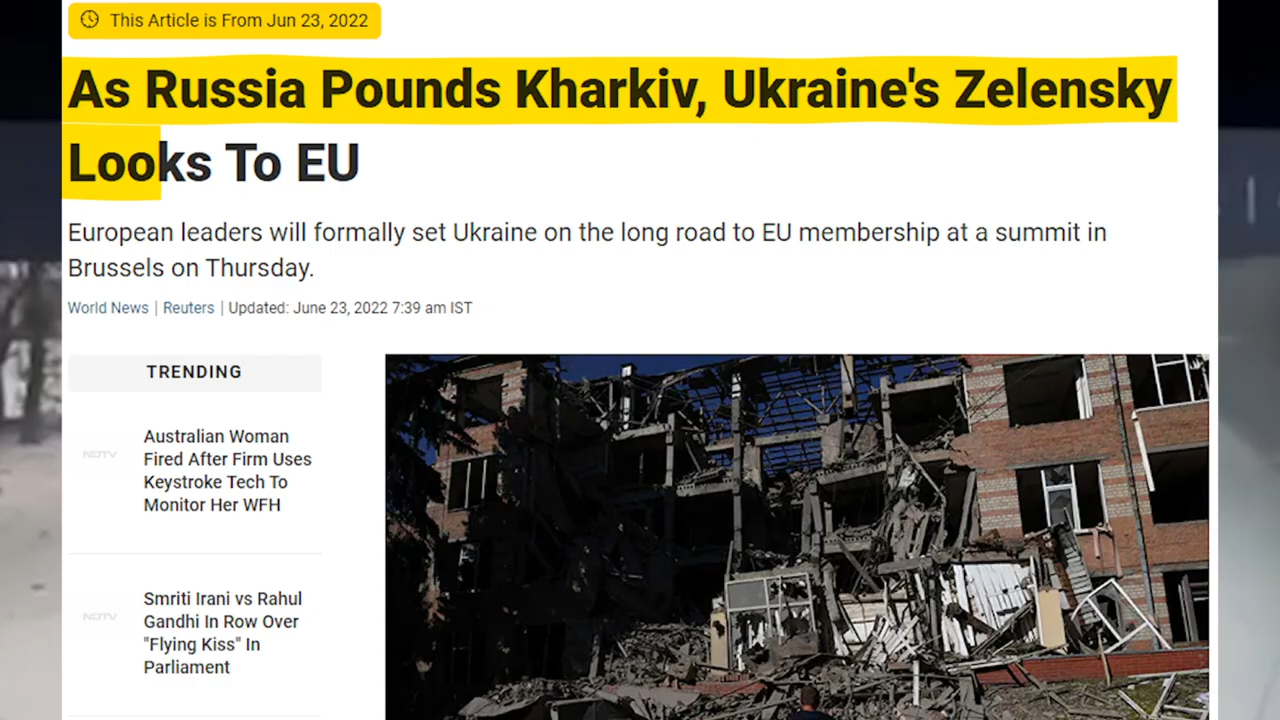 This Article is From Jun 23, 2022
As Russia Pounds Kharkiv, Ukraine's Zelensky
Looks To EU
European leaders will formally set Ukraine on the long road to EU membership at a summit in
Brussels on Thursday.
World News | Reuters | Updated: June 23, 2022 7:39 am IST
TRENDING
NDTV
Australian Woman
Fired After Firm Uses
Keystroke Tech To
Monitor Her WFH
NDTV
Smriti Irani vs Rahul
Gandhi In Row Over
"Flying Kiss" In
Parliament